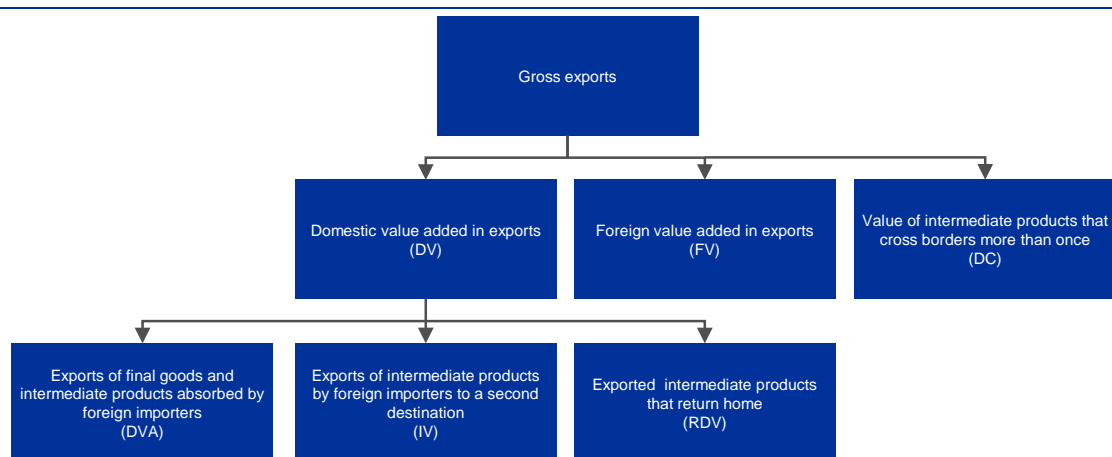 Gross exports
Domestic value added in exports
(DV)
Foreign value added in exports
(FV)
Value of intermediate products that
cross borders more than once
(DC)
Exports of final goods and
intermediate products absorbed by
foreign importers
(DVA)
Exports of intermediate products
by foreign importers to a second
destination
(IV)
Exported intermediate products
that return home
(RDV)